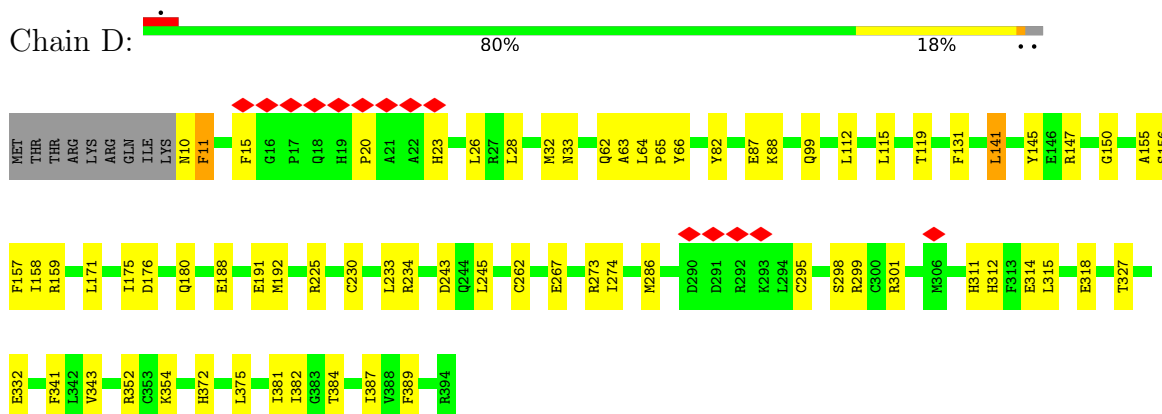 Chain D:
•
80% 18% • •
MET THR THR ARG LYS ARG GLN ILE LYS N10 F11 F15 G16 P17 Q18 H19 P20 A21 A22 H23 L26 R27 L28 M32 N33 Q62 A63 L64 P65 Y66 Y82 E87 K88 Q99 L112 L115 T119 F131 L141 Y145 E146 R147 G150 A155 S156
F157 I158 R159 L171 I175 D176 Q180 E188 E191 M192 R225 C230 L233 R234 D243 Q244 L245 C262 E267 R273 I274 M286 D290 D291 R292 K293 L294 C295 S298 R299 C300 R301 M306 H311 H312 F313 E314 L315 E318 T327
E332 F341 L342 V343 R352 C353 K354 H372 L375 I381 I382 G383 T384 I387 V388 F389 R394